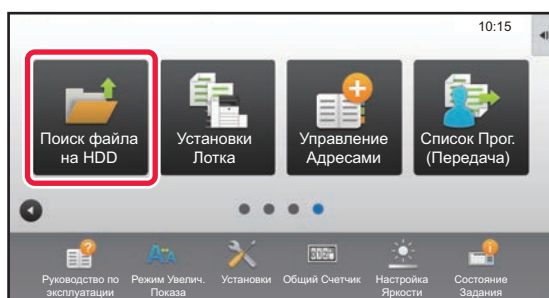 10:15
Поиск файла
на HDD
Установки
Лотка
Управление
Адресами
Список Прог.
(Передача)
Руководство по
эксплуатации
Режим Увелич.
Показа
Установки
Общий Счетчик
Настройка
Яркости
Состояние
Задания